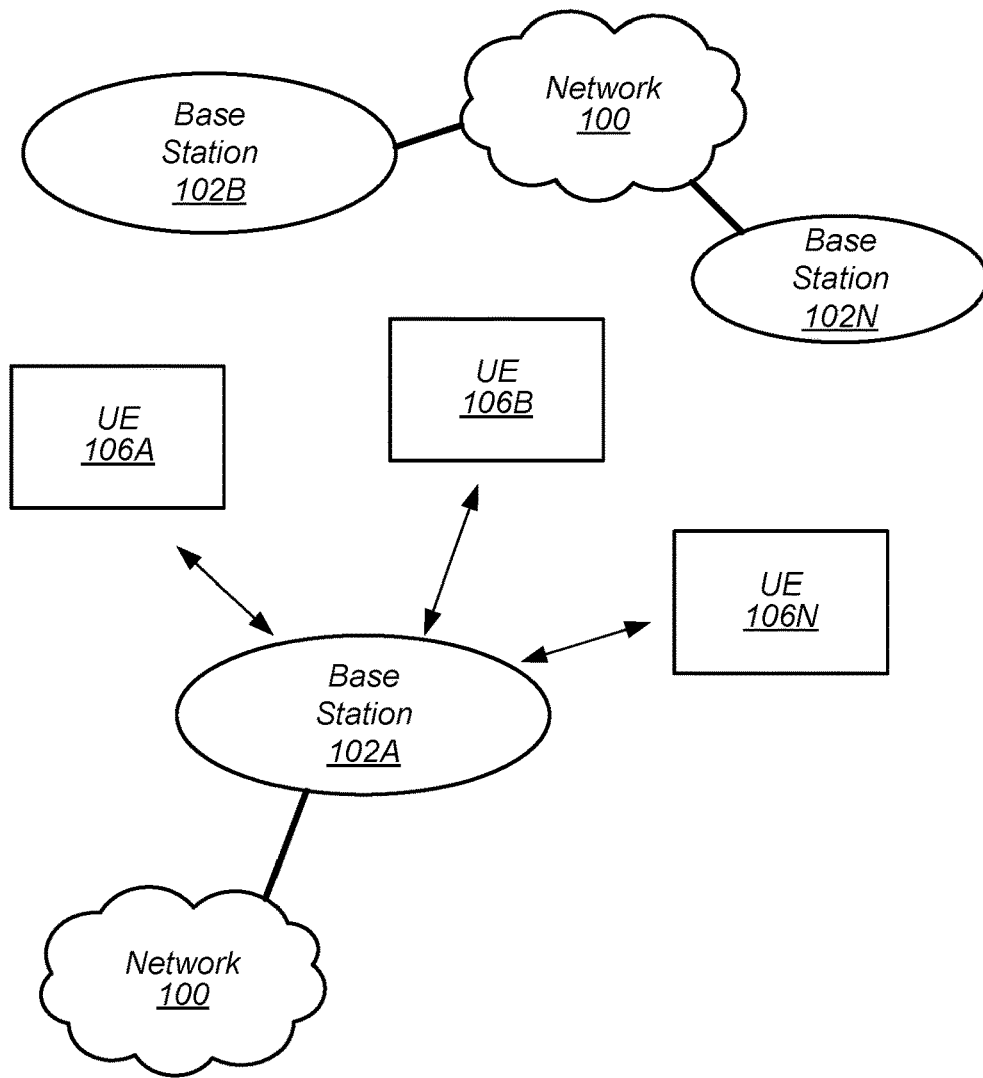 Network
100
Base
Station
102B
Base
Station
102N
UE
106B
UE
106A
UE
106N
Base
Station
102A
Network
100